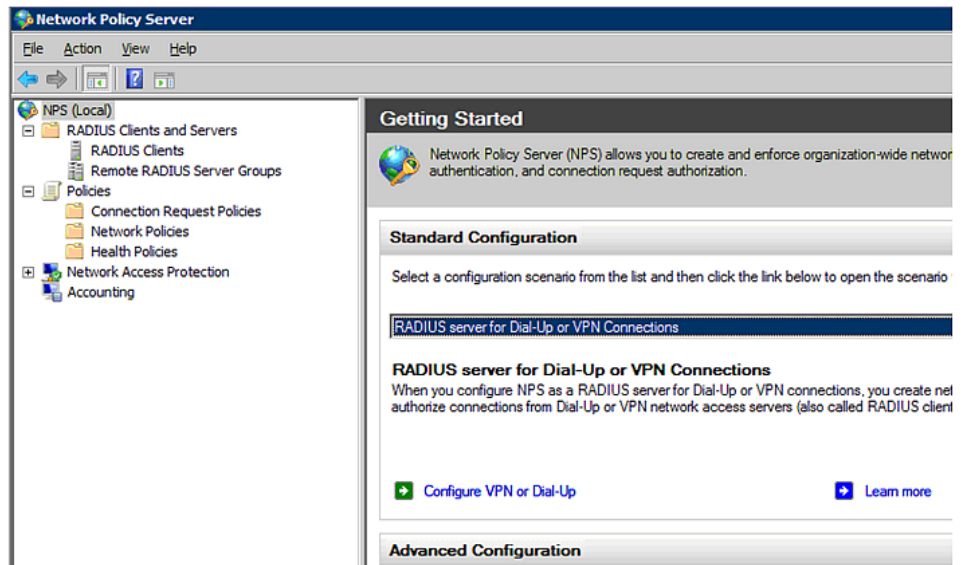 Network Policy Server
File Action View Help
NPS (Local)
RADIUS Clients and Servers
RADIUS Clients
Remote RADIUS Server Groups
Policies
Connection Request Policies
Network Policies
Health Policies
Network Access Protection
Accounting
Getting Started
Network Policy Server (NPS) allows you to create and enforce organization-wide networ
authentication, and connection request authorization.
Standard Configuration
Select a configuration scenario from the list and then click the link below to open the scenario
RADIUS server for Dial-Up or VPN Connections
RADIUS server for Dial-Up or VPN Connections
When you configure NPS as a RADIUS server for Dial-Up or VPN connections, you create net
authorize connections from Dial-Up or VPN network access servers (also called RADIUS client
Configure VPN or Dial-Up
Learn more
Advanced Configuration